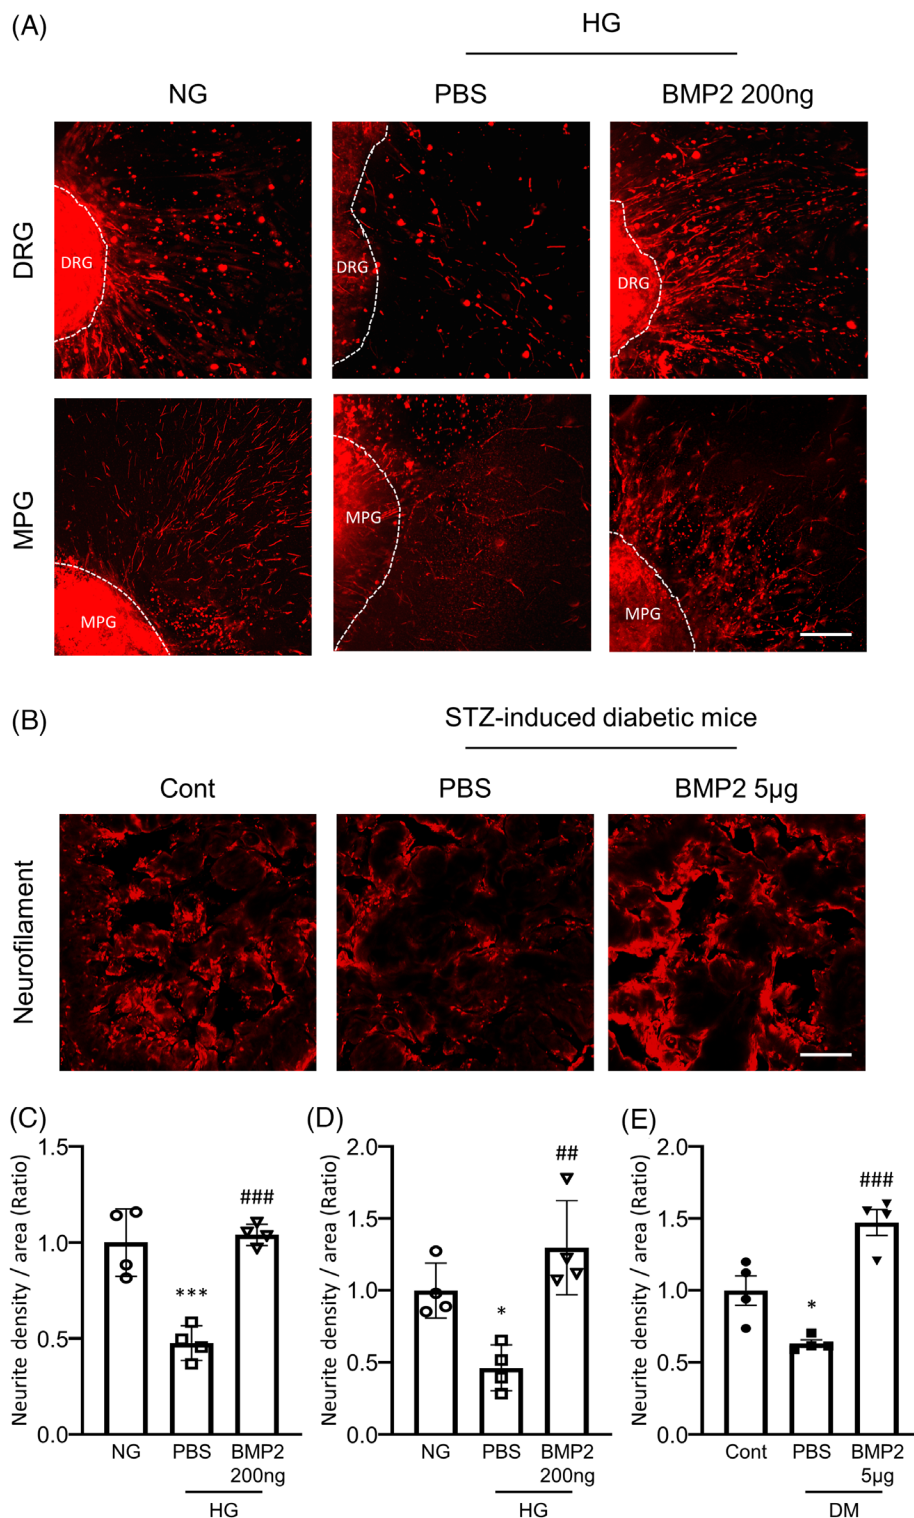 (A)
HG
NG PBS BMP2 200ng
DRG
DRG DRG DRG
MPG
MPG MPG MPG
(B)
STZ-induced diabetic mice
Cont PBS BMP2 5µg
Neurofilament
(C) (D) (E)
Neurite density / area (Ratio)
1.5
1.0
0.5
0.0
***
###
NG PBS BMP2
200ng
HG
Neurite density / area (Ratio)
2.0
1.5
1.0
0.5
0.0
*
##
NG PBS BMP2
200ng
HG
Neurite density / area (Ratio)
2.0
1.5
1.0
0.5
0.0
*
###
Cont PBS BMP2
5µg
DM